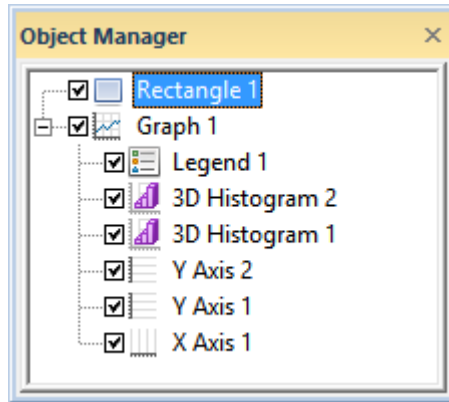 Object Manager
Rectangle 1
Graph 1
Legend 1
3D Histogram 2
3D Histogram 1
Y Axis 2
Y Axis 1
X Axis 1